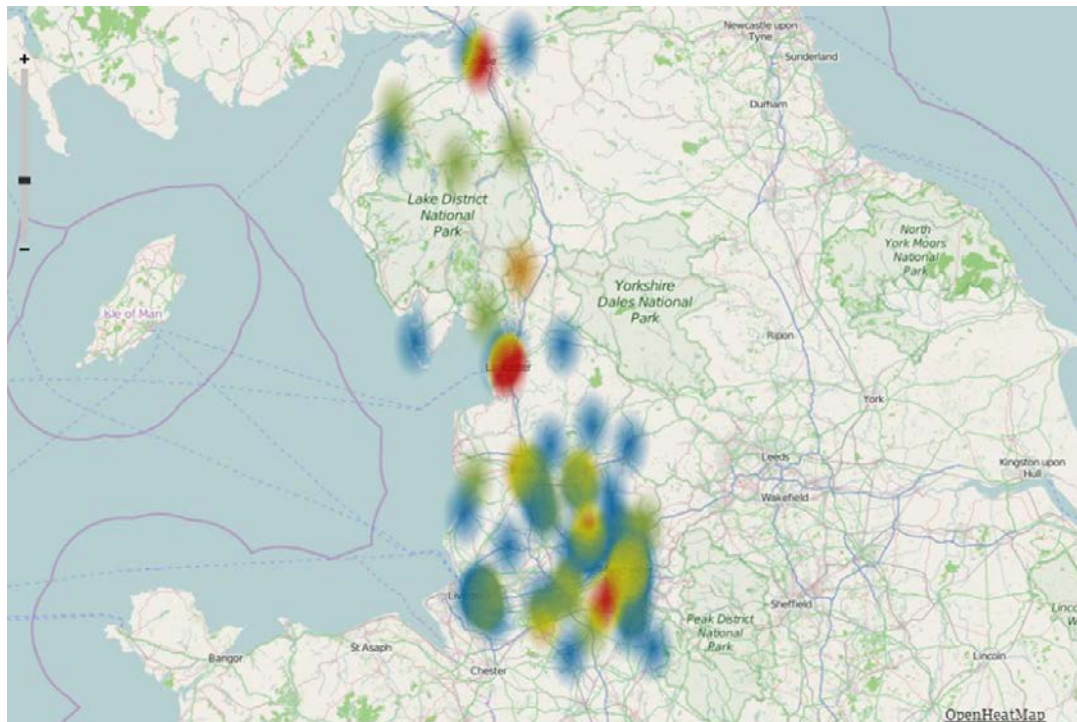 Newcastle upon
Tyne
Sunderland
+
Durham
Lake District
National
Park
North
York Moors
National
Park
Isle of Man
Yorkshire
Dales National
Park
Ripon
York
Leeds
Kingston upon
Hull
Wakefield
Sheffield
Peak District
National
Park
St Asaph
Bangor
Chester
Lincoln
OpenHeatMap